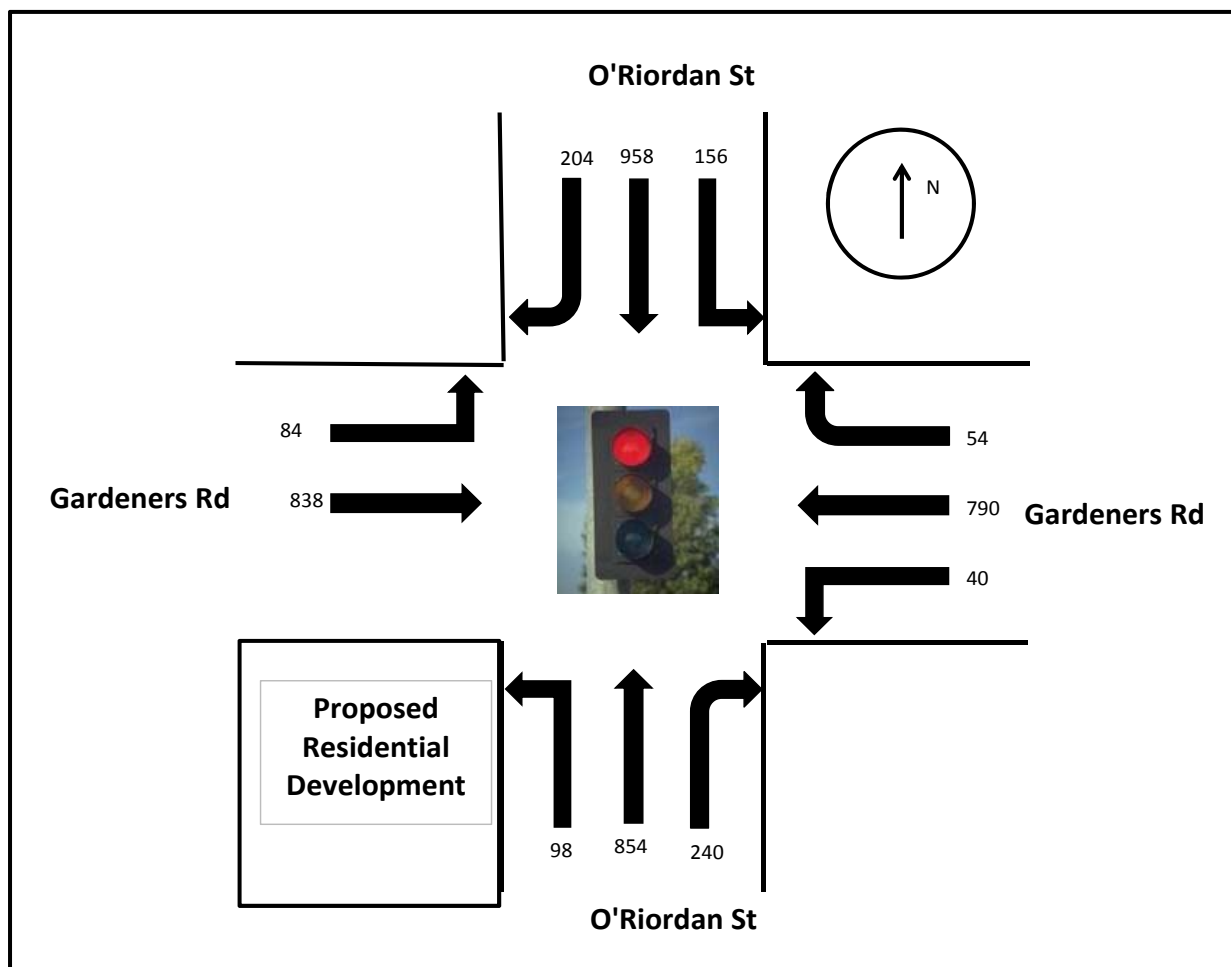 O'Riordan St
204 958 156
N
84
54
Gardeners Rd
838
790
Gardeners Rd
40
Proposed
Residential
Development
98 854 240
O'Riordan St